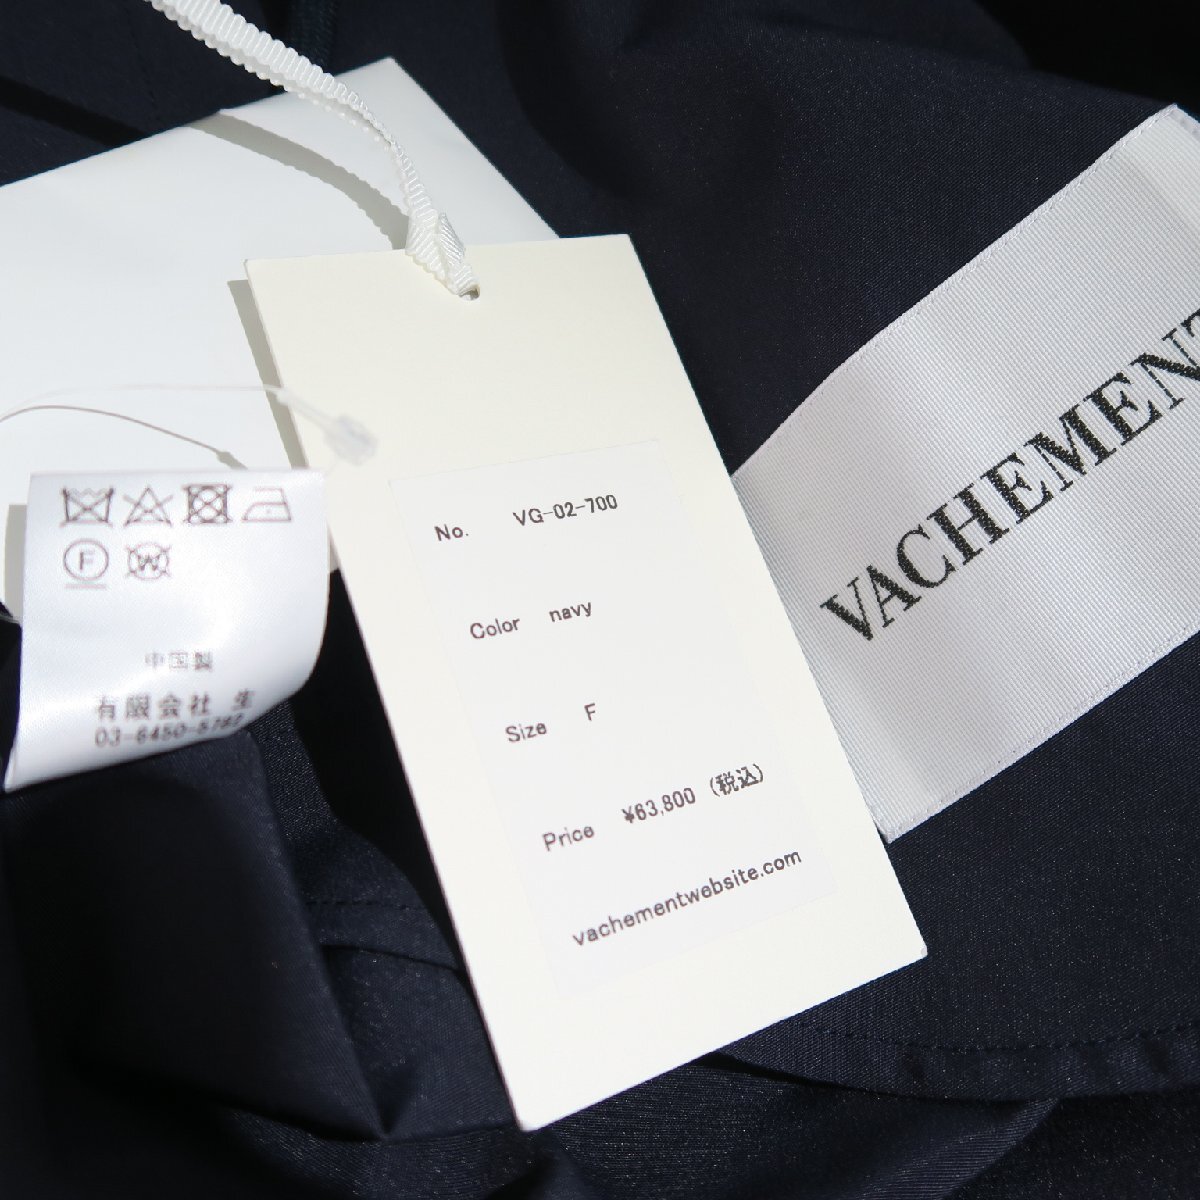 No. VG-02-700
Color navy
Size F
Price ¥63,800 (税込)
vachementwebsite.com
VACHEMENT
F
W
中国製
有限会社 生
03-6450-5787